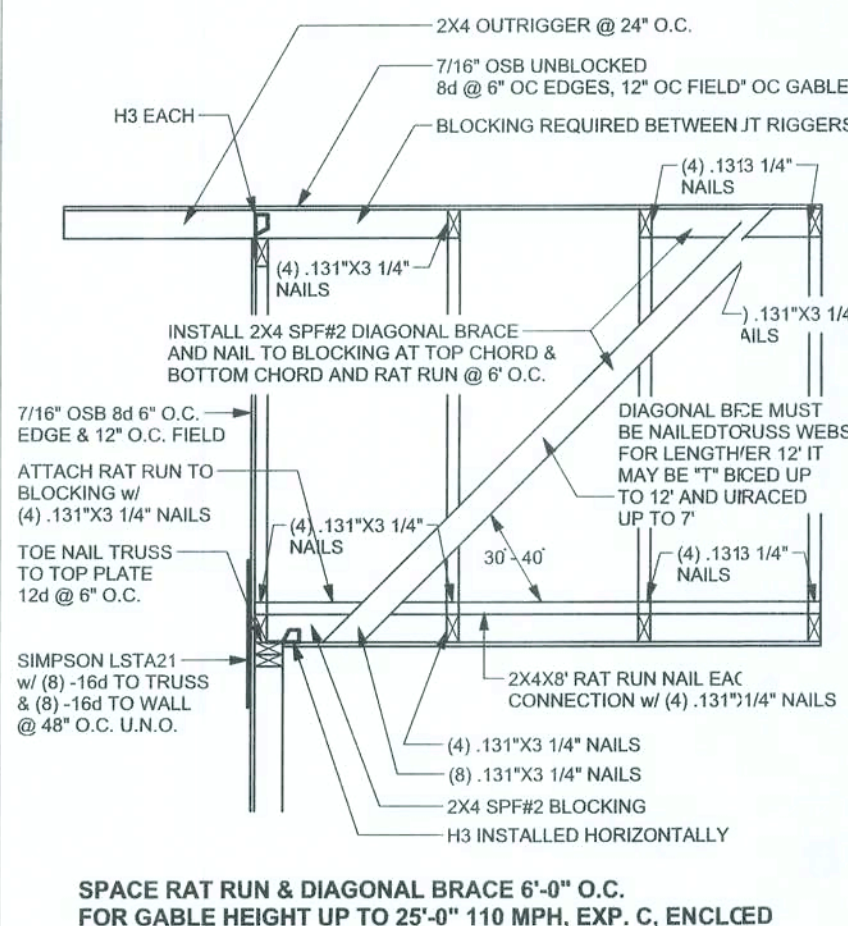 2X4 OUTRIGGER @ 24" O.C.
7/16" OSB UNBLOCKED
8d @ 6" OC EDGES, 12" OC FIELD" OC GABLE
H3 EACH
BLOCKING REQUIRED BETWEEN JT RIGGERS
(4) .1313 1/4"
NAILS
(4) .131"X3 1/4"
NAILS
) .131"X3 1/4
AILS
INSTALL 2X4 SPF#2 DIAGONAL BRACE
AND NAIL TO BLOCKING AT TOP CHORD &
BOTTOM CHORD AND RAT RUN @ 6' O.C.
7/16" OSB 8d 6" O.C.
EDGE & 12" O.C. FIELD
DIAGONAL BFCE MUST
BE NAILEDTORUSS WEBS
FOR LENGTH/ER 12' IT
MAY BE "T" BICED UP
TO 12' AND UIRACED
UP TO 7'
ATTACH RAT RUN TO
BLOCKING w/
(4) .131"X3 1/4" NAILS
(4) .131"X3 1/4"
NAILS
30° - 40°
(4) .1313 1/4"
NAILS
TOE NAIL TRUSS
TO TOP PLATE
12d @ 6" O.C.
SIMPSON LSTA21
w/ (8) -16d TO TRUSS
& (8) -16d TO WALL
@ 48" O.C. U.N.O.
2X4X8' RAT RUN NAIL EAC
CONNECTION w/ (4) .131")1/4" NAILS
(4) .131"X3 1/4" NAILS
(8) .131"X3 1/4" NAILS
2X4 SPF#2 BLOCKING
H3 INSTALLED HORIZONTALLY
SPACE RAT RUN & DIAGONAL BRACE 6'-0" O.C.
FOR GABLE HEIGHT UP TO 25'-0" 110 MPH, EXP. C, ENCLCED